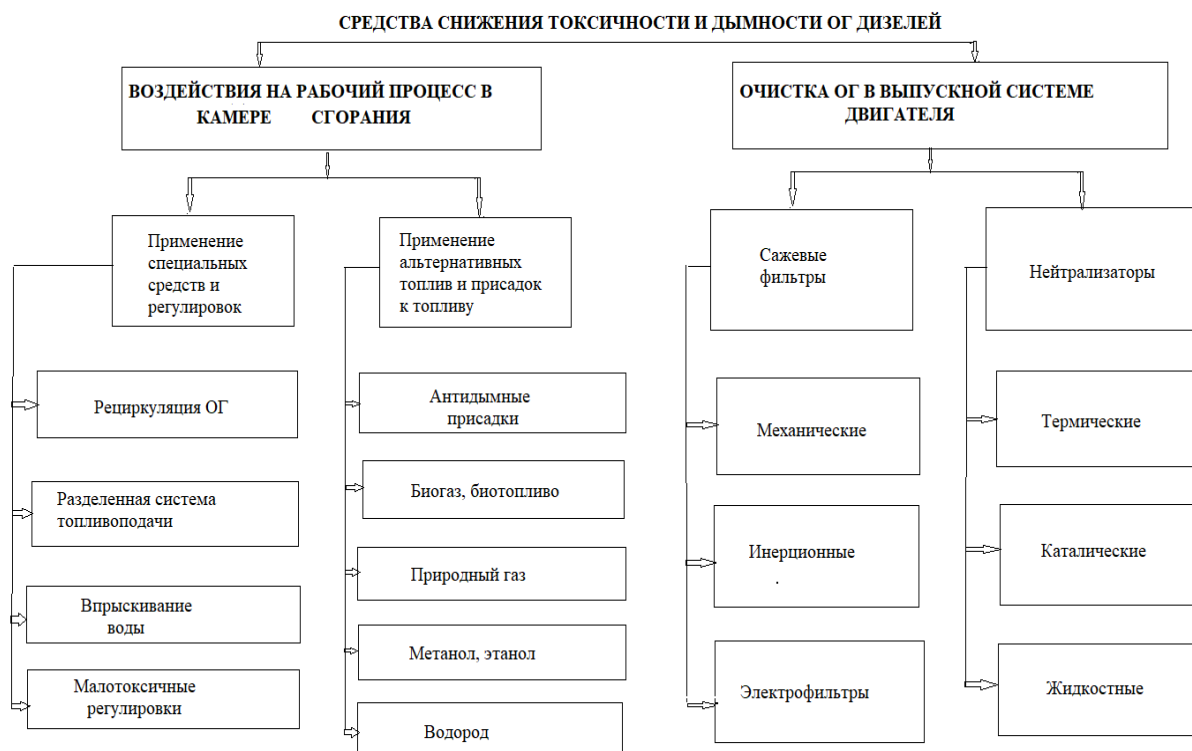 СРЕДСТВА СНИЖЕНИЯ ТОКСИЧНОСТИ И ДЫМНОСТИ ОГ ДИЗЕЛЕЙ
ВОЗДЕЙСТВИЯ НА РАБОЧИЙ ПРОЦЕСС В
КАМЕРЕ СГОРАНИЯ
ОЧИСТКА ОГ В ВЫПУСКНОЙ СИСТЕМЕ
ДВИГАТЕЛЯ
Применение
специальных
средств и
регулировок
Применение
альтернативных
топлив и присадок
к топливу
Сажевые
фильтры
Нейтрализаторы
Рециркуляция ОГ
Разделенная система
топливоподачи
Впрыскивание
воды
Малотоксичные
регулировки
Антидымные
присадки
Биогаз, биотопливо
Природный газ
Метанол, этанол
Водород
Механические
Инерционные
Электрофильтры
Термические
Каталические
Жидкостные